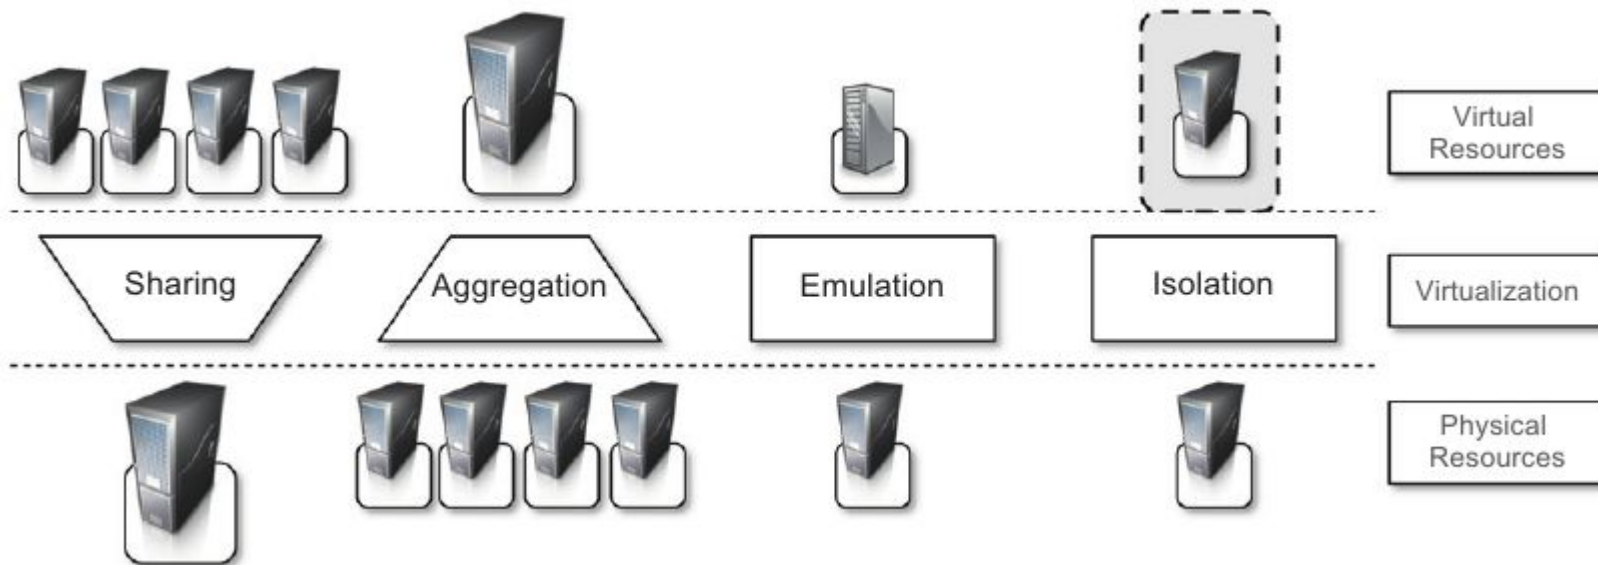 Virtual
Resources
Sharing
Aggregation
Emulation
Isolation
Virtualization
Physical
Resources